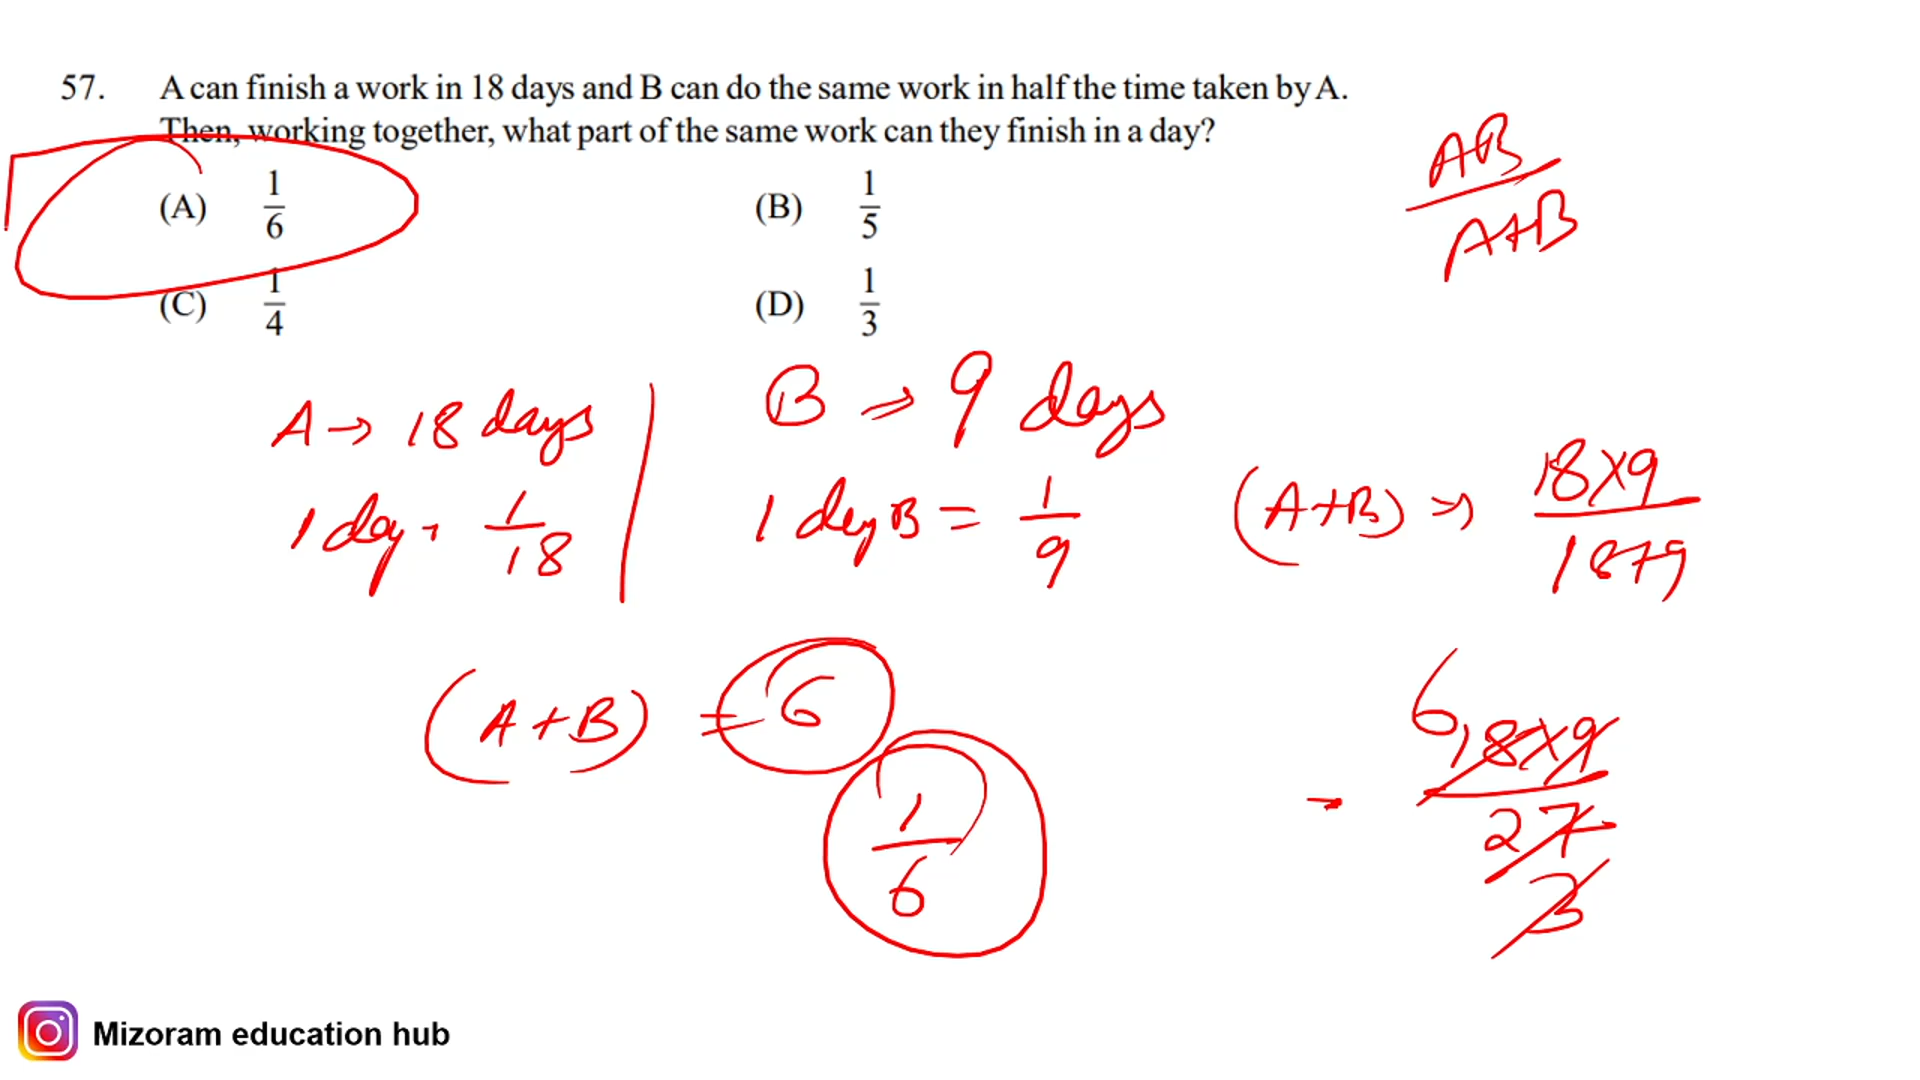 57. A can finish a work in 18 days and B can do the same work in half the time taken by A.
Then, working together, what part of the same work can they finish in a day?
(A) 1/6 (B) 1/5
(C) 1/4 (D) 1/3
AB/A+B
A → 18 days
B ⇒ 9 days
1 day = 1/18
1 day B = 1/9
(A+B) ⇒ 18×9/18+9
(A+B) = 6
1/6
= 18×9/27
6
3
Mizoram education hub